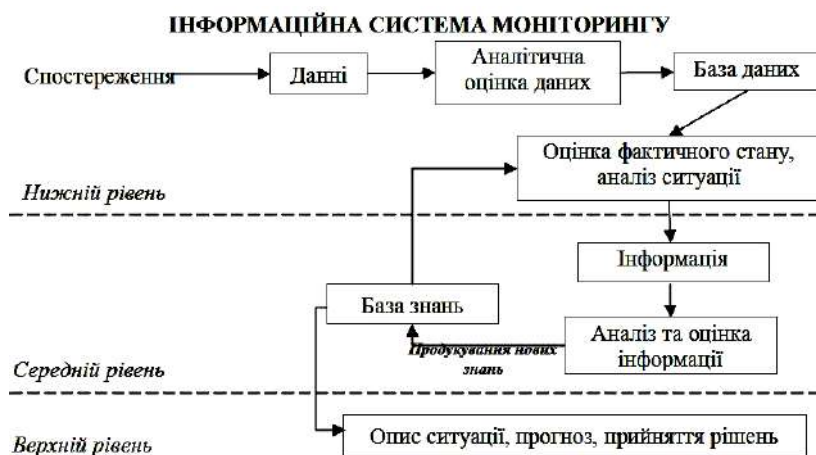 ІНФОРМАЦІЙНА СИСТЕМА МОНІТОРИНГУ
Спостереження
Данні
Аналітична
оцінка даних
База даних
Оцінка фактичного стану,
аналіз ситуації
Нижній рівень
Інформація
База знань
Аналіз та оцінка
інформації
Продукування нових
знань
Середній рівень
Опис ситуації, прогноз, прийняття рішень
Верхній рівень